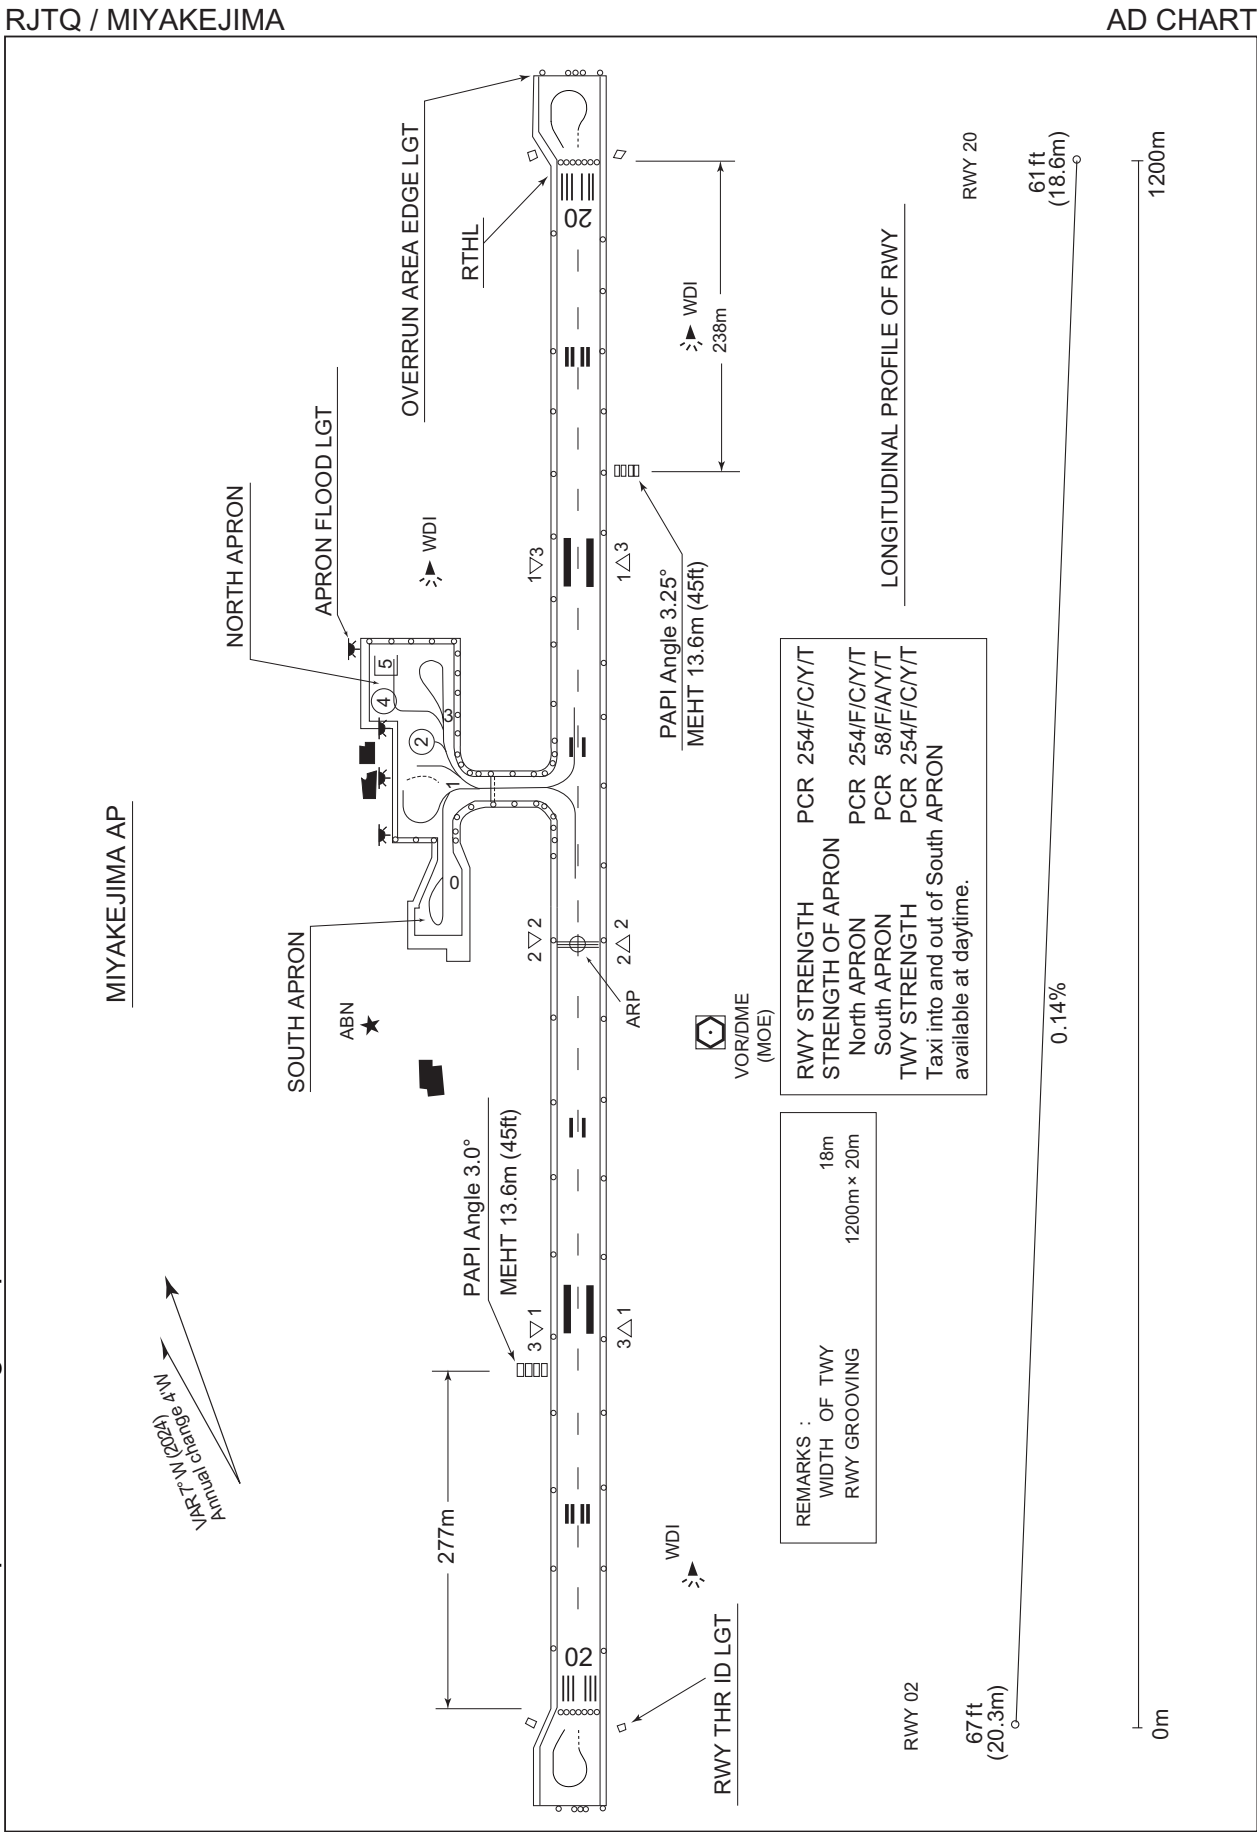 RJTQ / MIYAKEJIMA
AD CHART
MIYAKEJIMA AP
VAR 7° W (2024)
Annual change 4'W
NORTH APRON
APRON FLOOD LGT
OVERRUN AREA EDGE LGT
RTHL
SOUTH APRON
ABN
WDI
5
4
3
2
1
0
PAPI Angle 3.0°
MEHT 13.6m (45ft)
277m
3 1
2 2
1 3
02
20
3 1
2 2
1 3
ARP
WDI
238m
WDI
PAPI Angle 3.25°
MEHT 13.6m (45ft)
RWY THR ID LGT
VOR/DME
(MOE)
REMARKS :
WIDTH OF TWY 18m
RWY GROOVING 1200m × 20m
RWY STRENGTH PCR 254/F/C/Y/T
STRENGTH OF APRON
North APRON PCR 254/F/C/Y/T
South APRON PCR 58/F/A/Y/T
TWY STRENGTH PCR 254/F/C/Y/T
Taxi into and out of South APRON
available at daytime.
LONGITUDINAL PROFILE OF RWY
RWY 02
67ft
(20.3m)
0.14%
RWY 20
61ft
(18.6m)
0m
1200m